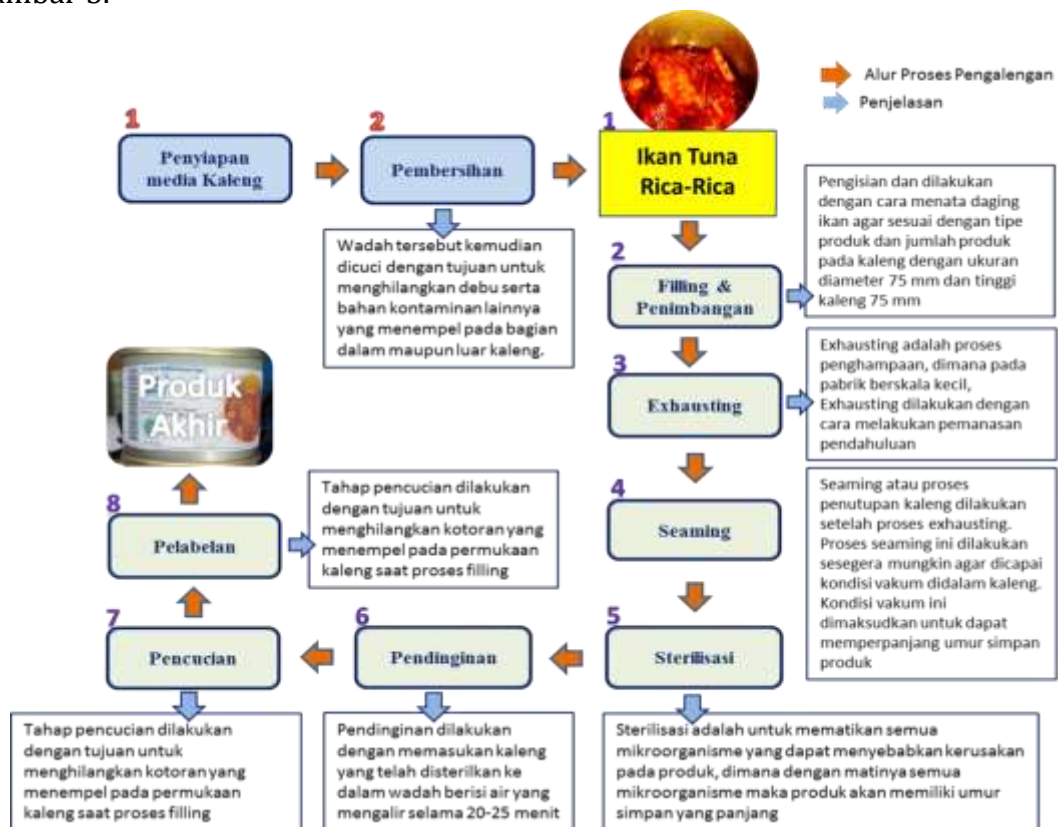 Alur Proses Pengalengan
Penjelasan
1
Penyiapan
media Kaleng
2
Pembersihan
Wadah tersebut kemudian
dicuci dengan tujuan untuk
menghilangkan debu serta
bahan kontaminan lainnya
yang menempel pada bagian
dalam maupun luar kaleng.
1
Ikan Tuna
Rica-Rica
2
Filling &
Penimbangan
Pengisian dan dilakukan
dengan cara menata daging
ikan agar sesuai dengan tipe
produk dan jumlah produk
pada kaleng dengan ukuran
diameter 75 mm dan tinggi
kaleng 75 mm
3
Exhausting
Exhausting adalah proses
penghampaan, dimana pada
pabrik berskala kecil,
Exhausting dilakukan dengan
cara melakukan pemanasan
pendahuluan
4
Seaming
Seaming atau proses
penutupan kaleng dilakukan
setelah proses exhausting.
Proses seaming ini dilakukan
sesegera mungkin agar dicapai
kondisi vakum didalam kaleng.
Kondisi vakum ini
dimaksudkan untuk dapat
memperpanjang umur simpan
produk
5
Sterilisasi
Sterilisasi adalah untuk mematikan semua
mikroorganisme yang dapat menyebabkan kerusakan
pada produk, dimana dengan matinya semua
mikroorganisme maka produk akan memiliki umur
simpan yang panjang
6
Pendinginan
Pendinginan dilakukan
dengan memasukan kaleng
yang telah disterilkan ke
dalam wadah berisi air yang
mengalir selama 20-25 menit
7
Pencucian
Tahap pencucian dilakukan
dengan tujuan untuk
menghilangkan kotoran yang
menempel pada permukaan
kaleng saat proses filling
8
Pelabelan
Tahap pencucian dilakukan
dengan tujuan untuk
menghilangkan kotoran yang
menempel pada permukaan
kaleng saat proses filling
Produk
Akhir